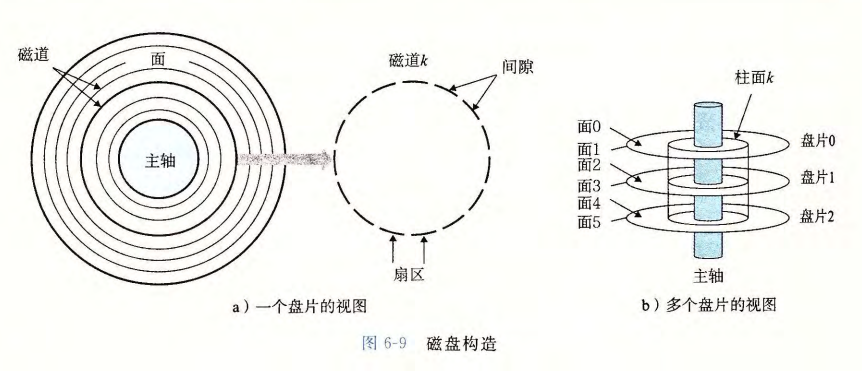 磁道
面
主轴
磁道k
间隙
扇区
a）一个盘片的视图
柱面k
面0
面1
面2
面3
面4
面5
盘片0
盘片1
盘片2
主轴
b）多个盘片的视图
图 6-9 磁盘构造